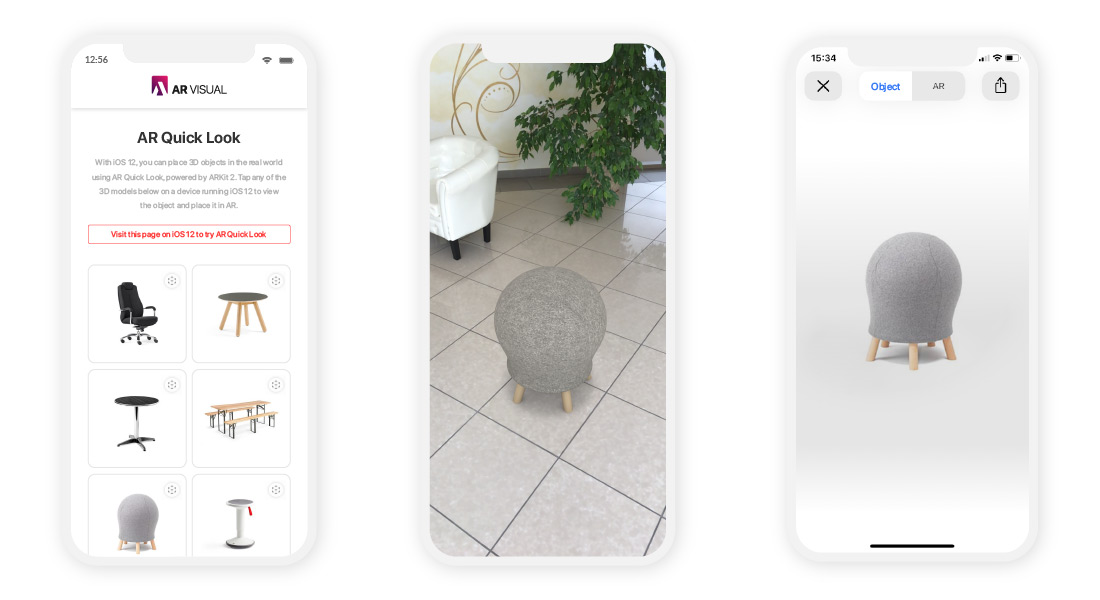 12:56
AR VISUAL
AR Quick Look
With iOS 12, you can place 3D objects in the real world
using AR Quick Look, powered by ARKit 2. Tap any of the
3D models below on a device running iOS 12 to view
the object and place it in AR.
Visit this page on iOS 12 to try AR Quick Look
15:34
Object
AR